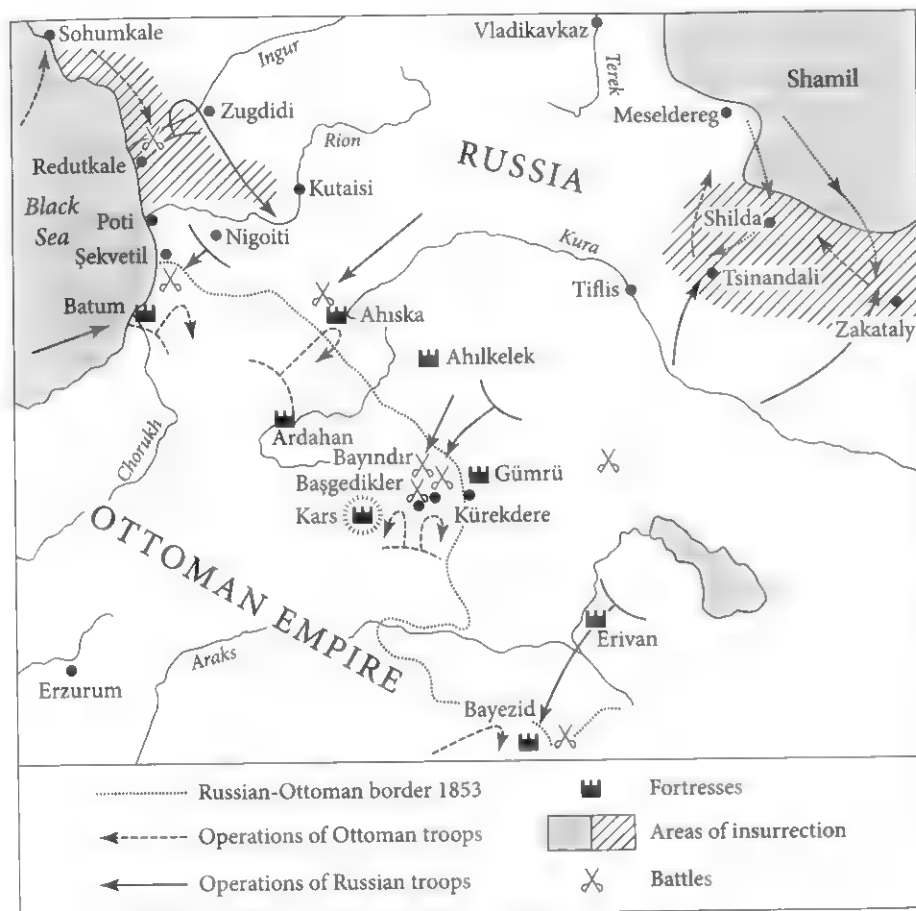 Sohumkale
Vladikavkaz
Ingur
Terek
Shamil
Zugdidi
Meseldereg
Rion
Redutkale
RUSSIA
Kutaisi
Black
Sea
Poti
Shilda
Nigoiti
Kura
Şekvetil
Tsinandali
Tiflis
Batum
Ahıska
Zakataly
Ahılkelek
Chorukh
Ardahan
Bayındır
Gümrü
Başgedikler
Kars
Kürekdere
OTTOMAN EMPIRE
Erivan
Araks
Erzurum
Bayezid
Russian-Ottoman border 1853
Fortresses
Operations of Ottoman troops
Areas of insurrection
Operations of Russian troops
Battles